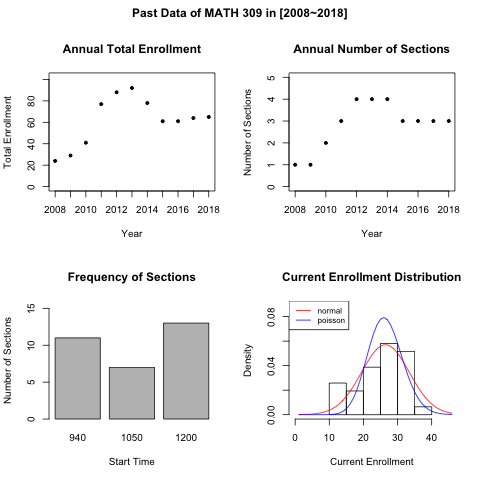 Past Data of MATH 309 in [2008~2018]
Annual Total Enrollment
Total Enrollment
0 20 40 60 80
2008 2010 2012 2014 2016 2018
Year
Annual Number of Sections
Number of Sections
0 1 2 3 4 5
2008 2010 2012 2014 2016 2018
Year
Frequency of Sections
Number of Sections
0 5 10 15
940 1050 1200
Start Time
Current Enrollment Distribution
normal
poisson
Density
0.00 0.04 0.08
0 10 20 30 40
Current Enrollment